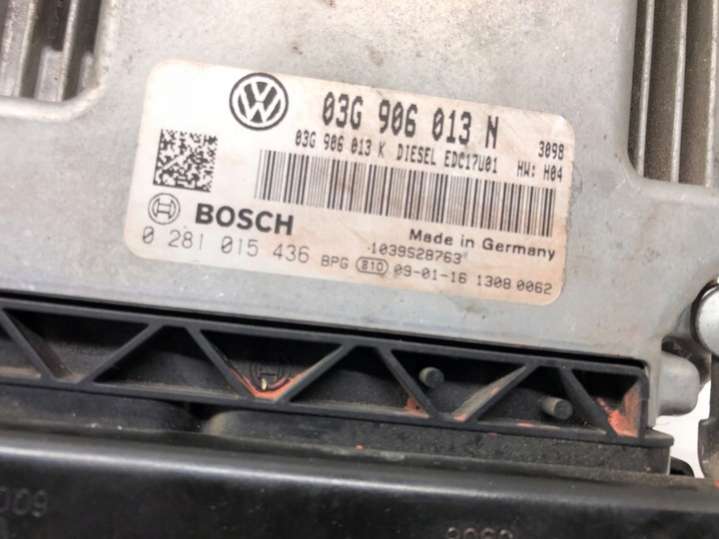 03G 906 013 N
03G 906 013 K DIESEL EDC17U01
3098
HW: H04
BOSCH
Made in Germany
1039S28763
0 281 015 436
BPG 810 09-01-16 1308 0062